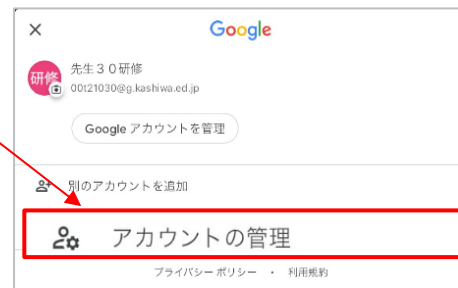 Google
研修
先生３０研修
00t21030@g.kashiwa.ed.jp
Google アカウントを管理
別のアカウントを追加
アカウントの管理
プライバシー ポリシー ・ 利用規約